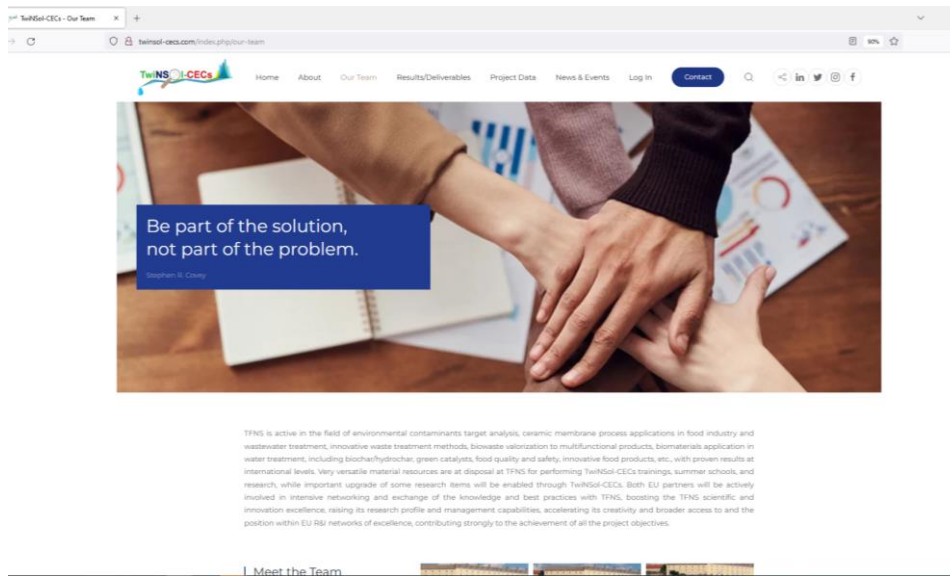 TwiNSol-CECs – Our Team
twinsol-cecs.com/index.php/our-team
90%
TwiNSol-CECs
Home About Our Team Results/Deliverables Project Data News & Events Log In Contact
Be part of the solution,
not part of the problem.
Stephen R. Covey
TFNS is active in the field of environmental contaminants target analysis, ceramic membrane process applications in food industry and
wastewater treatment, innovative waste treatment methods, biowaste valorization to multifunctional products, biomaterials application in
water treatment, including biochar/hydrochar, green catalysts, food quality and safety, innovative food products, etc., with proven results at
international levels. Very versatile material resources are at disposal at TFNS for performing TwiNSol-CECs trainings, summer schools, and
research, while important upgrade of some research items will be enabled through TwiNSol-CECs. Both EU partners will be actively
involved in intensive networking and exchange of the knowledge and best practices with TFNS, boosting the TFNS scientific and
innovation excellence, raising its research profile and management capabilities, accelerating its creativity and broader access to and the
position within EU R&I networks of excellence, contributing strongly to the achievement of all the project objectives.
Meet the Team